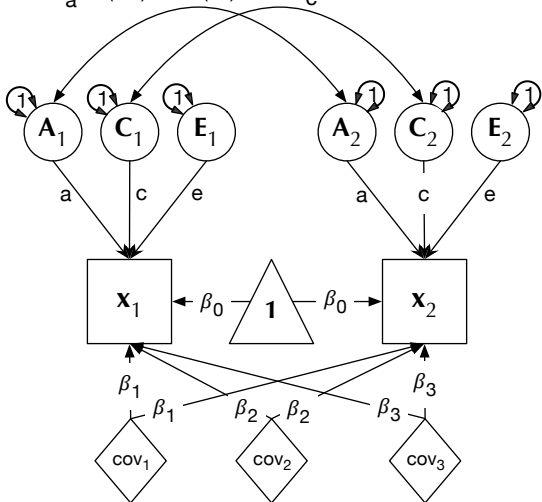 a c
1 1 1 1 1 1
A₁ C₁ E₁ A₂ C₂ E₂
a c e a c e
x₁ β₀ 1 β₀ x₂
β₁ β₁ β₂ β₂ β₃ β₃
cov₁ cov₂ cov₃